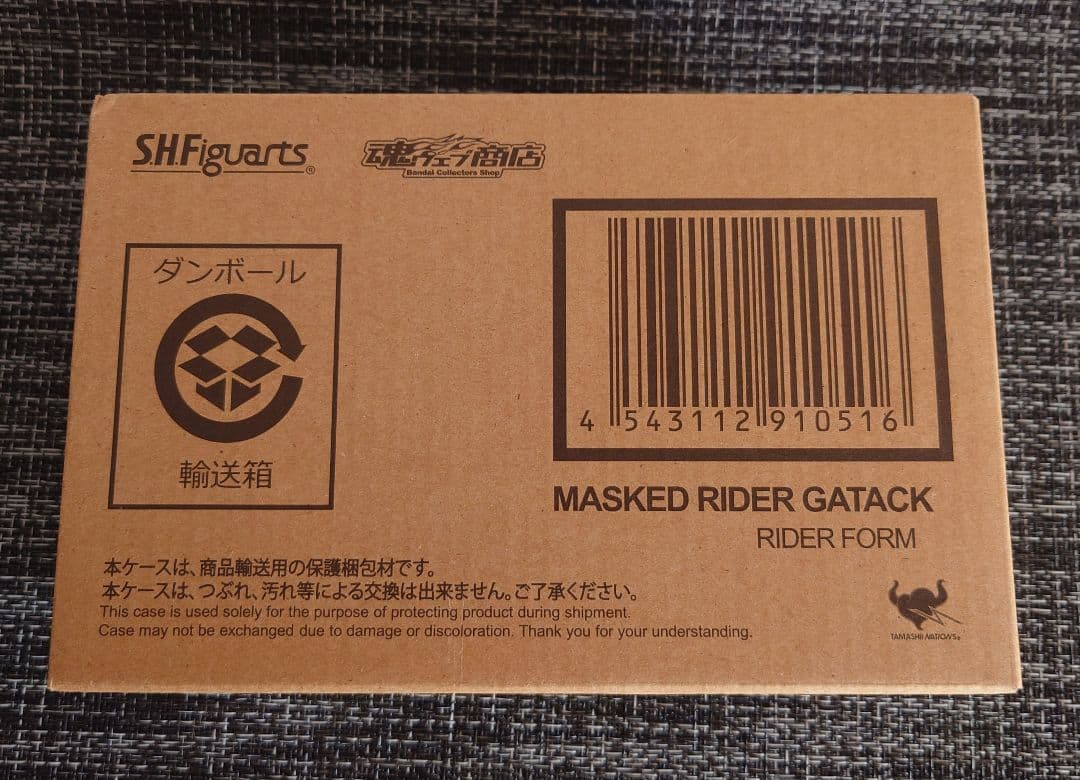 S.H.Figuarts®
魂ウェブ商店
Bandai Collectors Shop
ダンボール
輸送箱
4 543112 910516
MASKED RIDER GATACK
RIDER FORM
本ケースは、商品輸送用の保護梱包材です。
本ケースは、つぶれ、汚れ等による交換は出来ません。ご了承ください。
This case is used solely for the purpose of protecting product during shipment.
Case may not be exchanged due to damage or discoloration. Thank you for your understanding.
TAMASHII NATIONS®